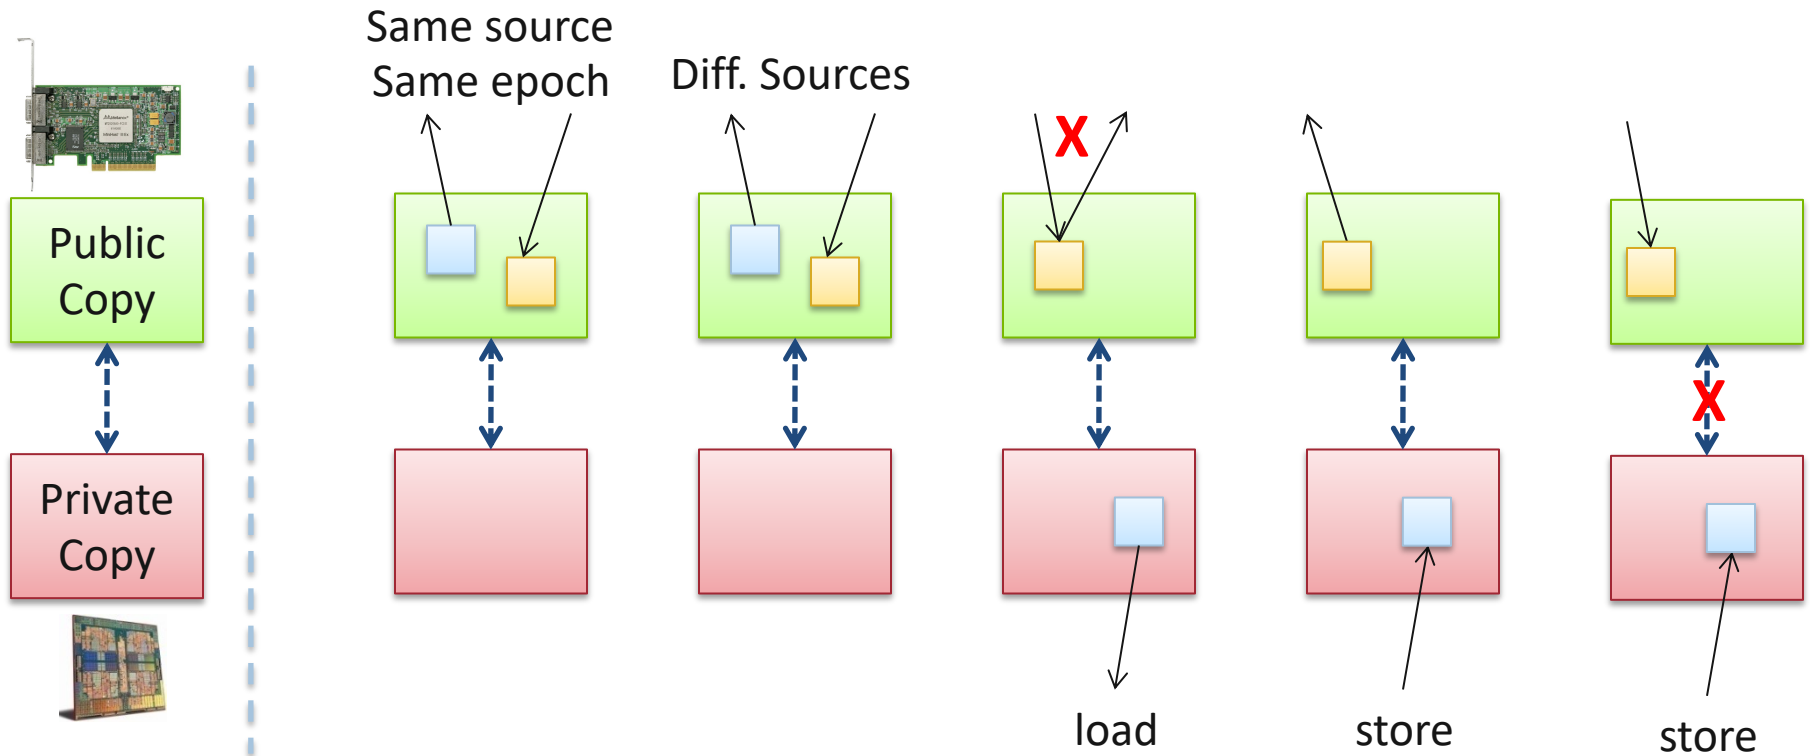 Same source
Same epoch
Diff. Sources
X
Public
Copy
X
Private
Copy
load
store
store